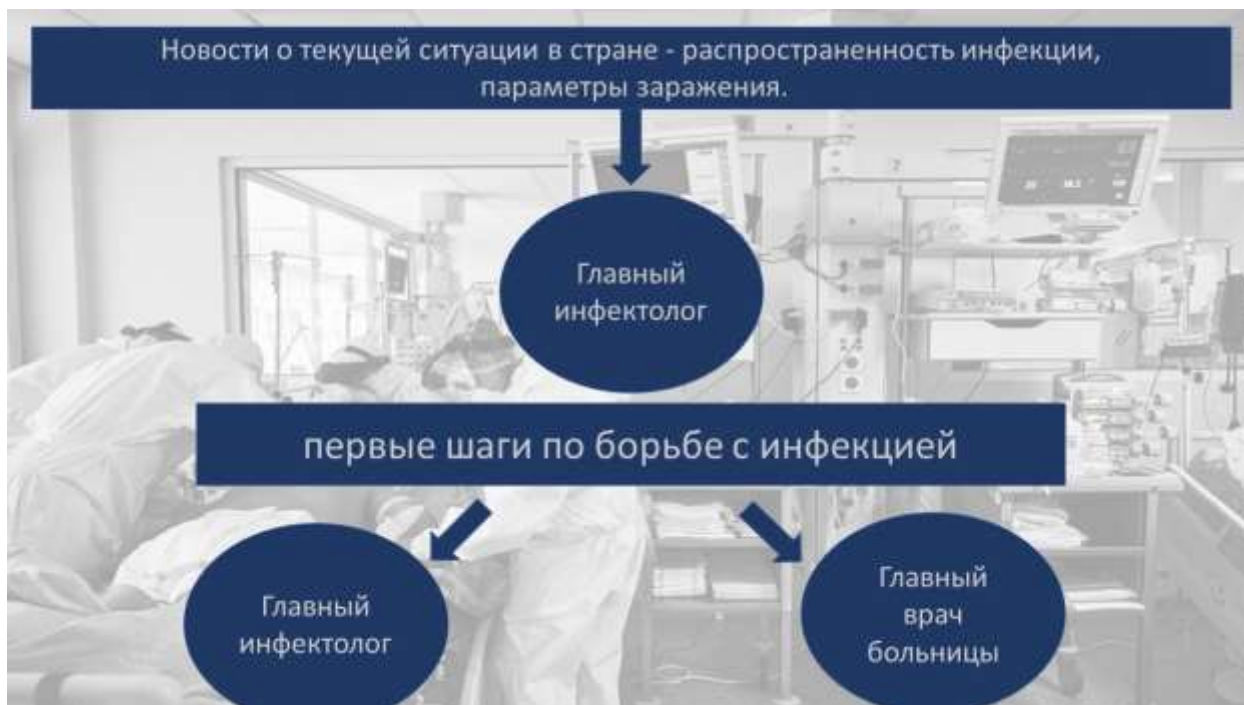 Новости о текущей ситуации в стране - распространенность инфекции,
параметры заражения.
Главный
инфектолог
первые шаги по борьбе с инфекцией
Главный
инфектолог
Главный
врач
больницы